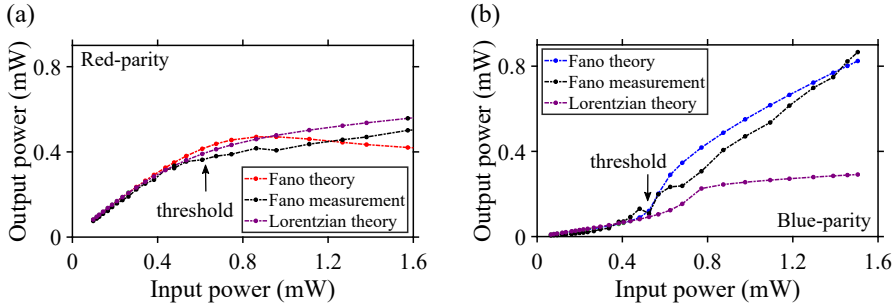 (a)
Red-parity
Output power (mW)
0.8
0.4
0
threshold
Fano theory
Fano measurement
Lorentzian theory
0
0.4
0.8
1.2
1.6
Input power (mW)
(b)
Output power (mW)
0.8
0.4
0
Fano theory
Fano measurement
Lorentzian theory
threshold
Blue-parity
0
0.4
0.8
1.2
1.6
Input power (mW)